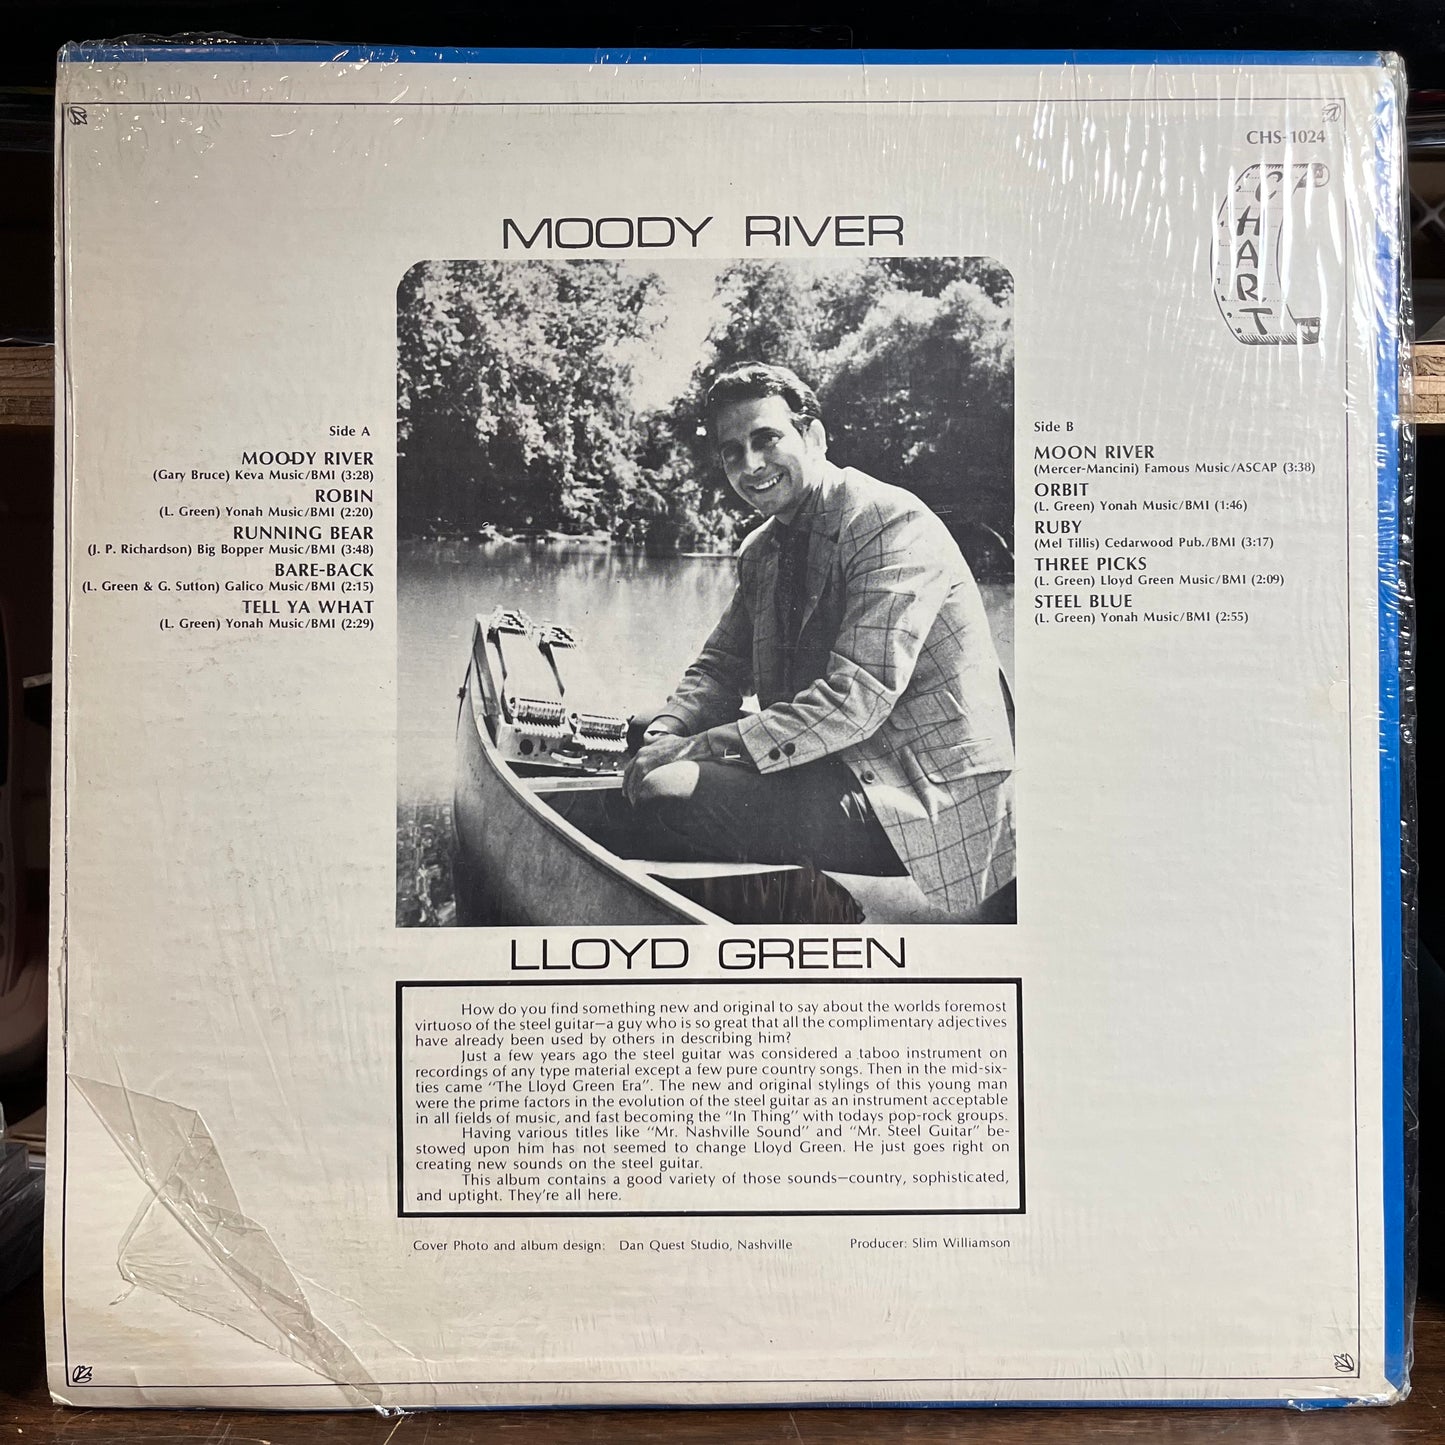 CHS-1024
CHART
MOODY RIVER
Side A
MOODY RIVER
(Gary Bruce) Keva Music/BMI (3:28)
ROBIN
(L. Green) Yonah Music/BMI (2:20)
RUNNING BEAR
(J. P. Richardson) Big Bopper Music/BMI (3:48)
BARE-BACK
(L. Green & G. Sutton) Galico Music/BMI (2:15)
TELL YA WHAT
(L. Green) Yonah Music/BMI (2:29)
Side B
MOON RIVER
(Mercer-Mancini) Famous Music/ASCAP (3:38)
ORBIT
(L. Green) Yonah Music/BMI (1:46)
RUBY
(Mel Tillis) Cedarwood Pub./BMI (3:17)
THREE PICKS
(L. Green) Lloyd Green Music/BMI (2:09)
STEEL BLUE
(L. Green) Yonah Music/BMI (2:55)
LLOYD GREEN
How do you find something new and original to say about the worlds foremost
virtuoso of the steel guitar—a guy who is so great that all the complimentary adjectives
have already been used by others in describing him?
Just a few years ago the steel guitar was considered a taboo instrument on
recordings of any type material except a few pure country songs. Then in the mid-six-
ties came "The Lloyd Green Era". The new and original stylings of this young man
were the prime factors in the evolution of the steel guitar as an instrument acceptable
in all fields of music, and fast becoming the "In Thing" with todays pop-rock groups.
Having various titles like "Mr. Nashville Sound" and "Mr. Steel Guitar" be-
stowed upon him has not seemed to change Lloyd Green. He just goes right on
creating new sounds on the steel guitar.
This album contains a good variety of those sounds—country, sophisticated,
and uptight. They're all here.
Cover Photo and album design: Dan Quest Studio, Nashville Producer: Slim Williamson